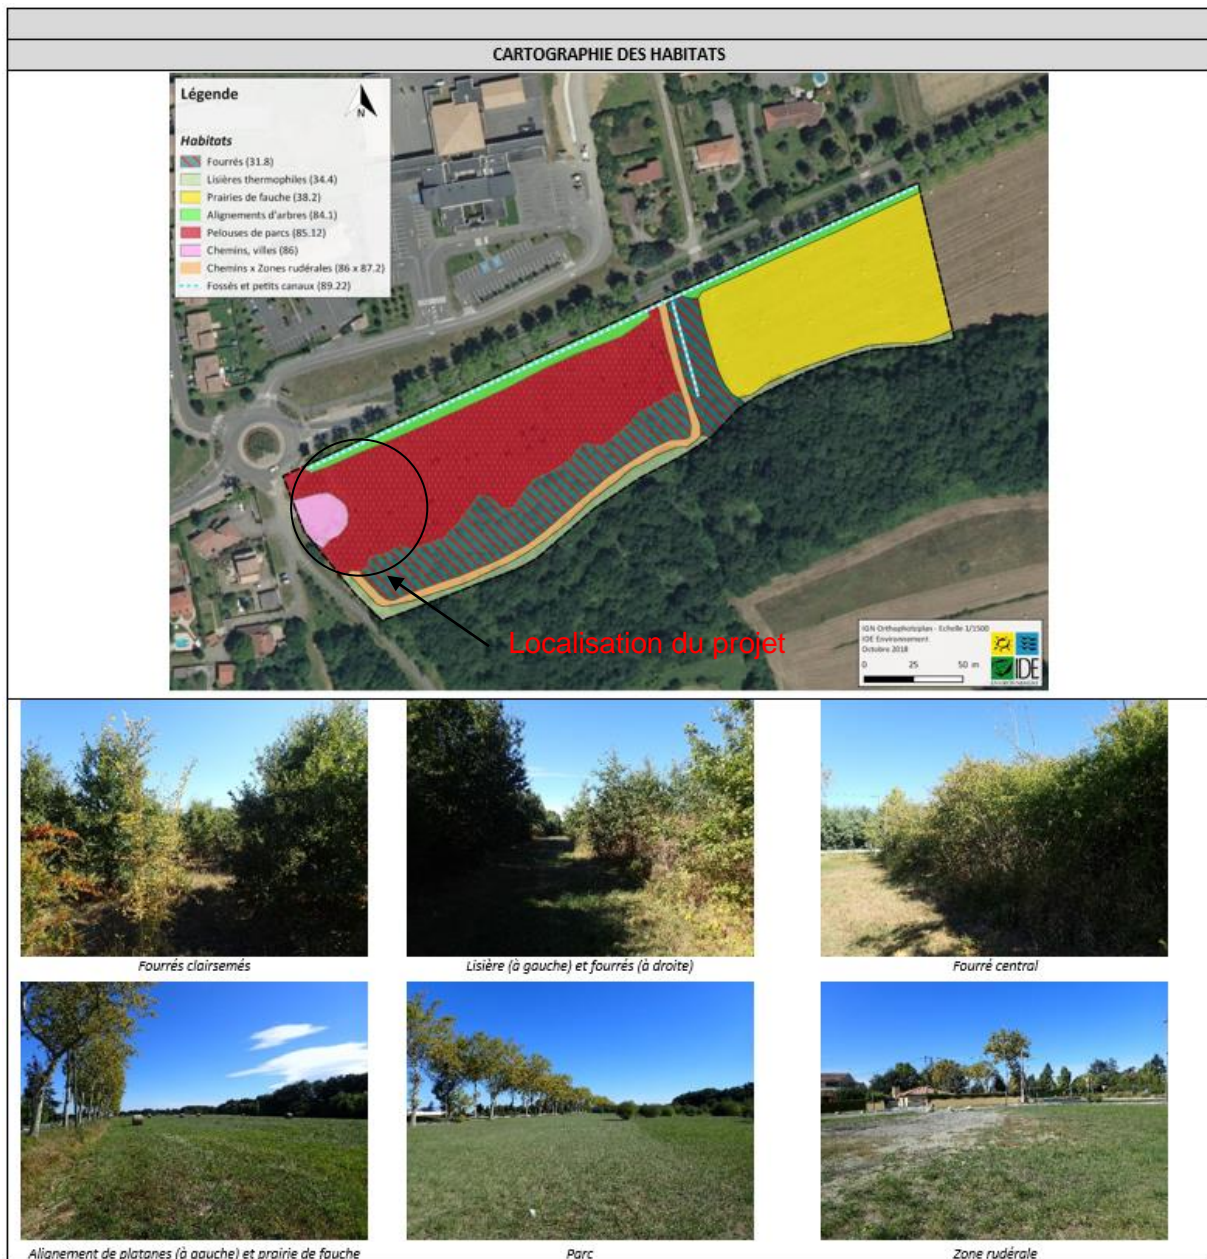 CARTOGRAPHIE DES HABITATS
Légende
N
Habitats
Fourrés (31.8)
Lisières thermophiles (34.4)
Prairies de fauche (38.2)
Alignements d'arbres (84.1)
Pelouses de parcs (85.12)
Chemins, villes (86)
Chemins x Zones rudérales (86 x 87.2)
Fossés et petits canaux (89.22)
Localisation du projet
IGN Orthophotoplan - Echelle 1/1500
IDE Environnement
Octobre 2018
0 25 50 m
IDE
ENVIRONNEMENT
Fourrés clairsemés
Lisière (à gauche) et fourrés (à droite)
Fourré central
Alignement de platanes (à gauche) et prairie de fauche
Parc
Zone rudérale